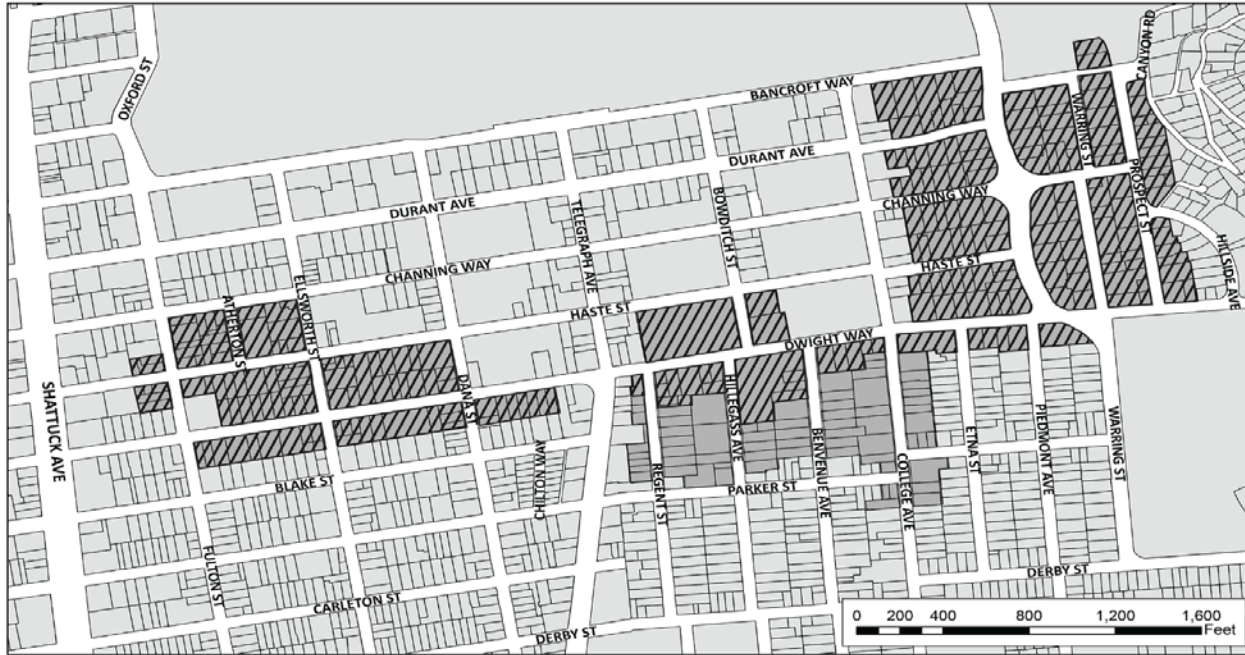 OXFORD ST
BANCROFT WAY
CANYON RD
WARRING ST
DURANT AVE
PROSPECT ST
DURANT AVE
TELEGRAPH AVE
BOWDITCH ST
CHANNING WAY
HILLSIDE AVE
CHANNING WAY
HASTE ST
ATHERTON ST
ELLSWORTH ST
HASTE ST
DWIGHT WAY
SHATTUCK AVE
DANA ST
HILLEGASS AVE
BENVENUE AVE
COLLEGE AVE
ETNA ST
PIEDMONT AVE
WARRING ST
CHILTON WAY
REGENT ST
BLAKE ST
PARKER ST
FULTON ST
CARLETON ST
DERBY ST
DERBY ST
0 200 400 800 1,200 1,600
Feet